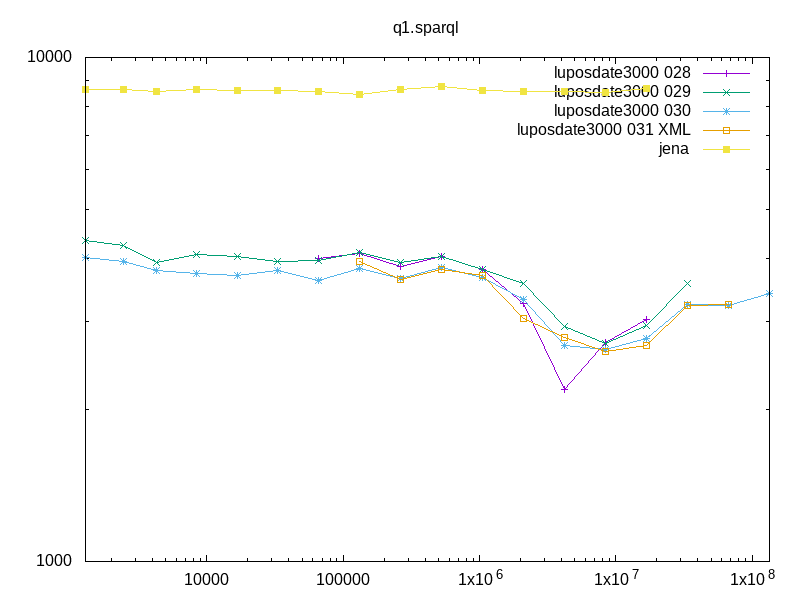 q1.sparql
10000
1000
luposdate3000 028
luposdate3000 029
luposdate3000 030
luposdate3000 031 XML
jena
10000 100000 1x10^6 1x10^7 1x10^8